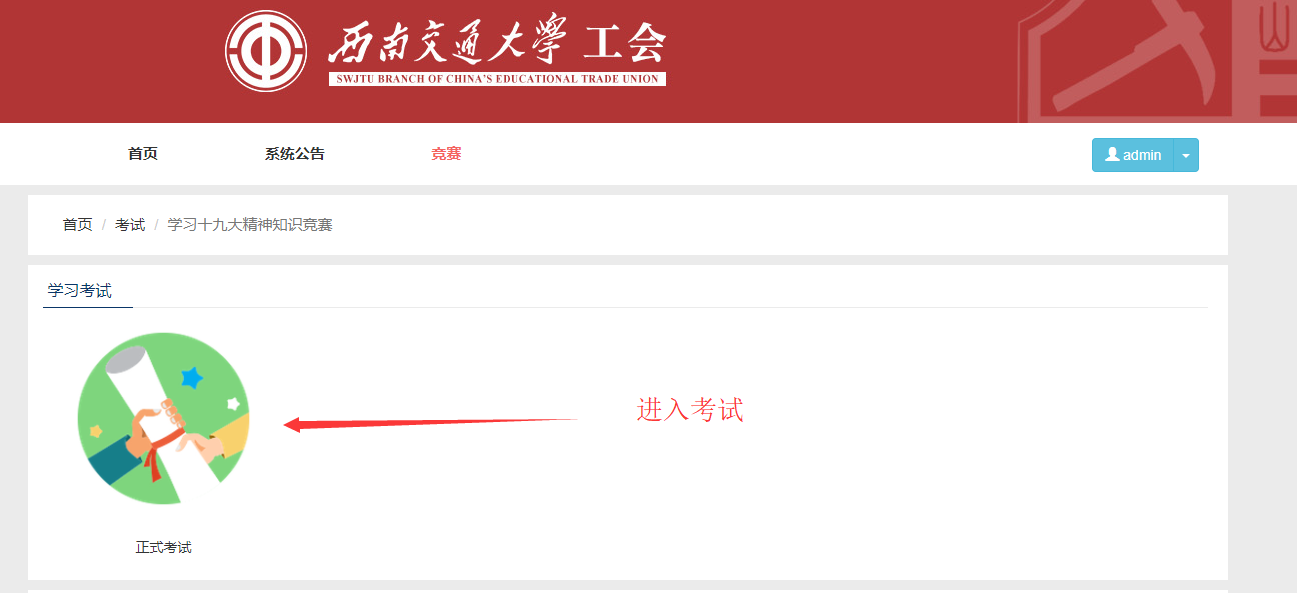 西南交通大学 工会
SWJTU BRANCH OF CHINA'S EDUCATIONAL TRADE UNION
首页 系统公告 竞赛 admin
首页 / 考试 / 学习十九大精神知识竞赛
学习考试
进入考试
正式考试